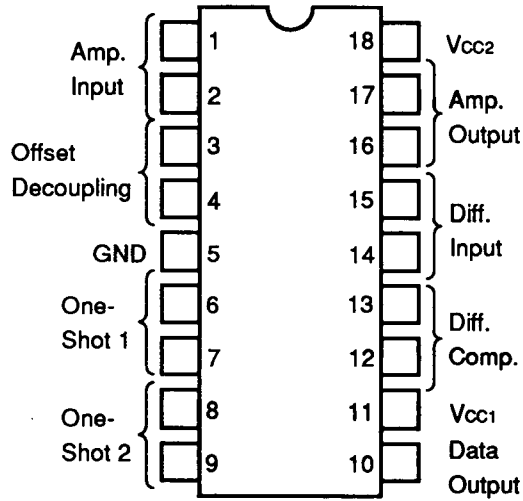 Amp.
Input
Offset
Decoupling
GND
One-
Shot 1
One-
Shot 2
1
2
3
4
5
6
7
8
9
18
17
16
15
14
13
12
11
10
Vcc2
Amp.
Output
Diff.
Input
Diff.
Comp.
Vcc1
Data
Output